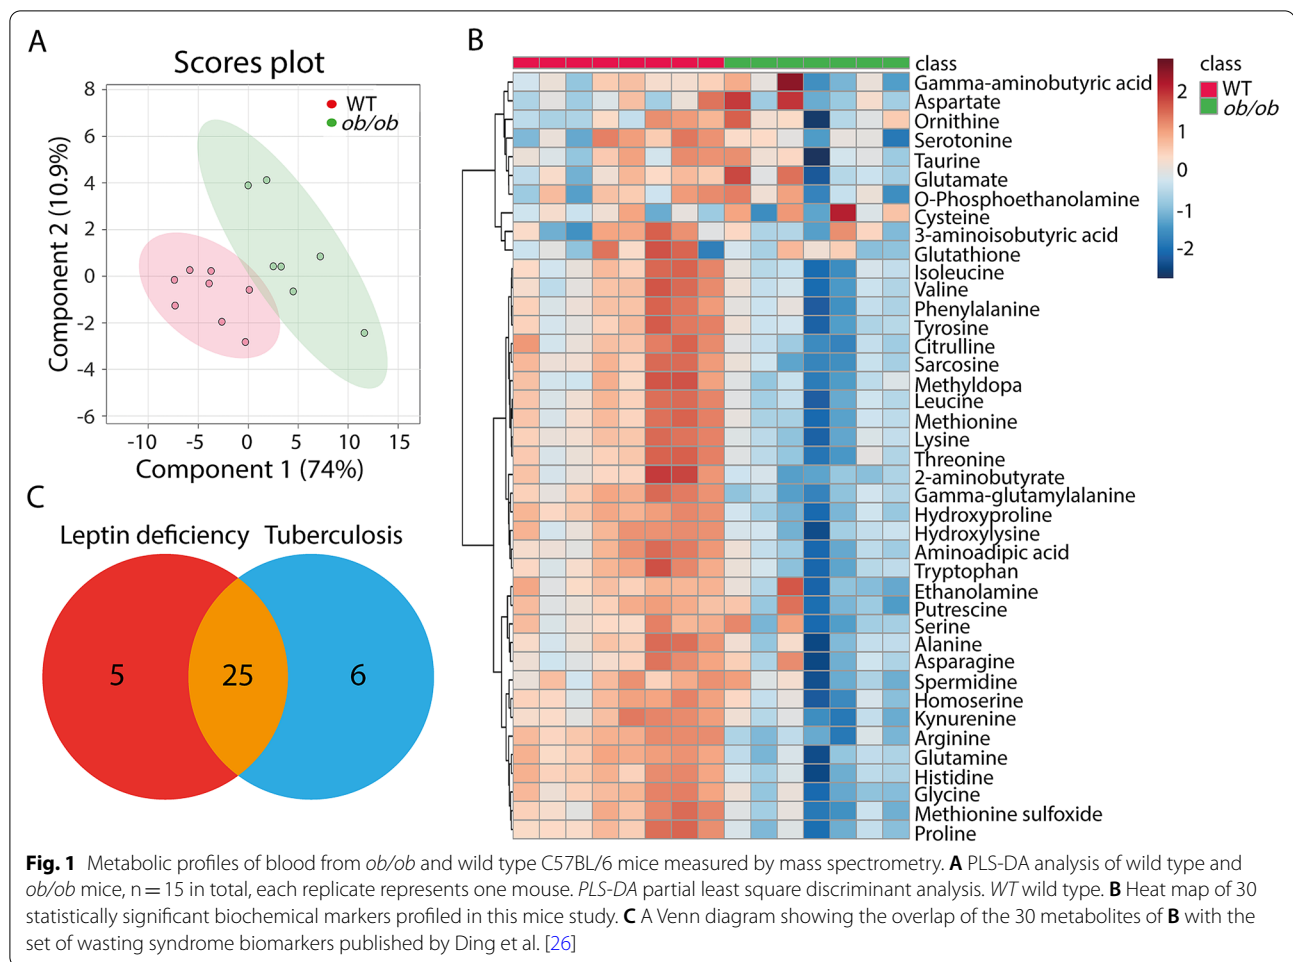 A
Scores plot
WT
ob/ob
8
6
4
2
0
-2
-4
-6
-10
-5
0
5
10
15
Component 2 (10.9%)
Component 1 (74%)
B
class
Gamma-aminobutyric acid
Aspartate
Ornithine
Serotonine
Taurine
Glutamate
O-Phosphoethanolamine
Cysteine
3-aminoisobutyric acid
Glutathione
Isoleucine
Valine
Phenylalanine
Tyrosine
Citrulline
Sarcosine
Methyldopa
Leucine
Methionine
Lysine
Threonine
2-aminobutyrate
Gamma-glutamylalanine
Hydroxyproline
Hydroxylysine
Aminoadipic acid
Tryptophan
Ethanolamine
Putrescine
Serine
Alanine
Asparagine
Spermidine
Homoserine
Kynurenine
Arginine
Glutamine
Histidine
Glycine
Methionine sulfoxide
Proline
2
1
0
-1
-2
class
WT
ob/ob
C
Leptin deficiency
Tuberculosis
5
25
6
Fig. 1 Metabolic profiles of blood from ob/ob and wild type C57BL/6 mice measured by mass spectrometry. A PLS-DA analysis of wild type and
ob/ob mice, n = 15 in total, each replicate represents one mouse. PLS-DA partial least square discriminant analysis. WT wild type. B Heat map of 30
statistically significant biochemical markers profiled in this mice study. C A Venn diagram showing the overlap of the 30 metabolites of B with the
set of wasting syndrome biomarkers published by Ding et al. [26]